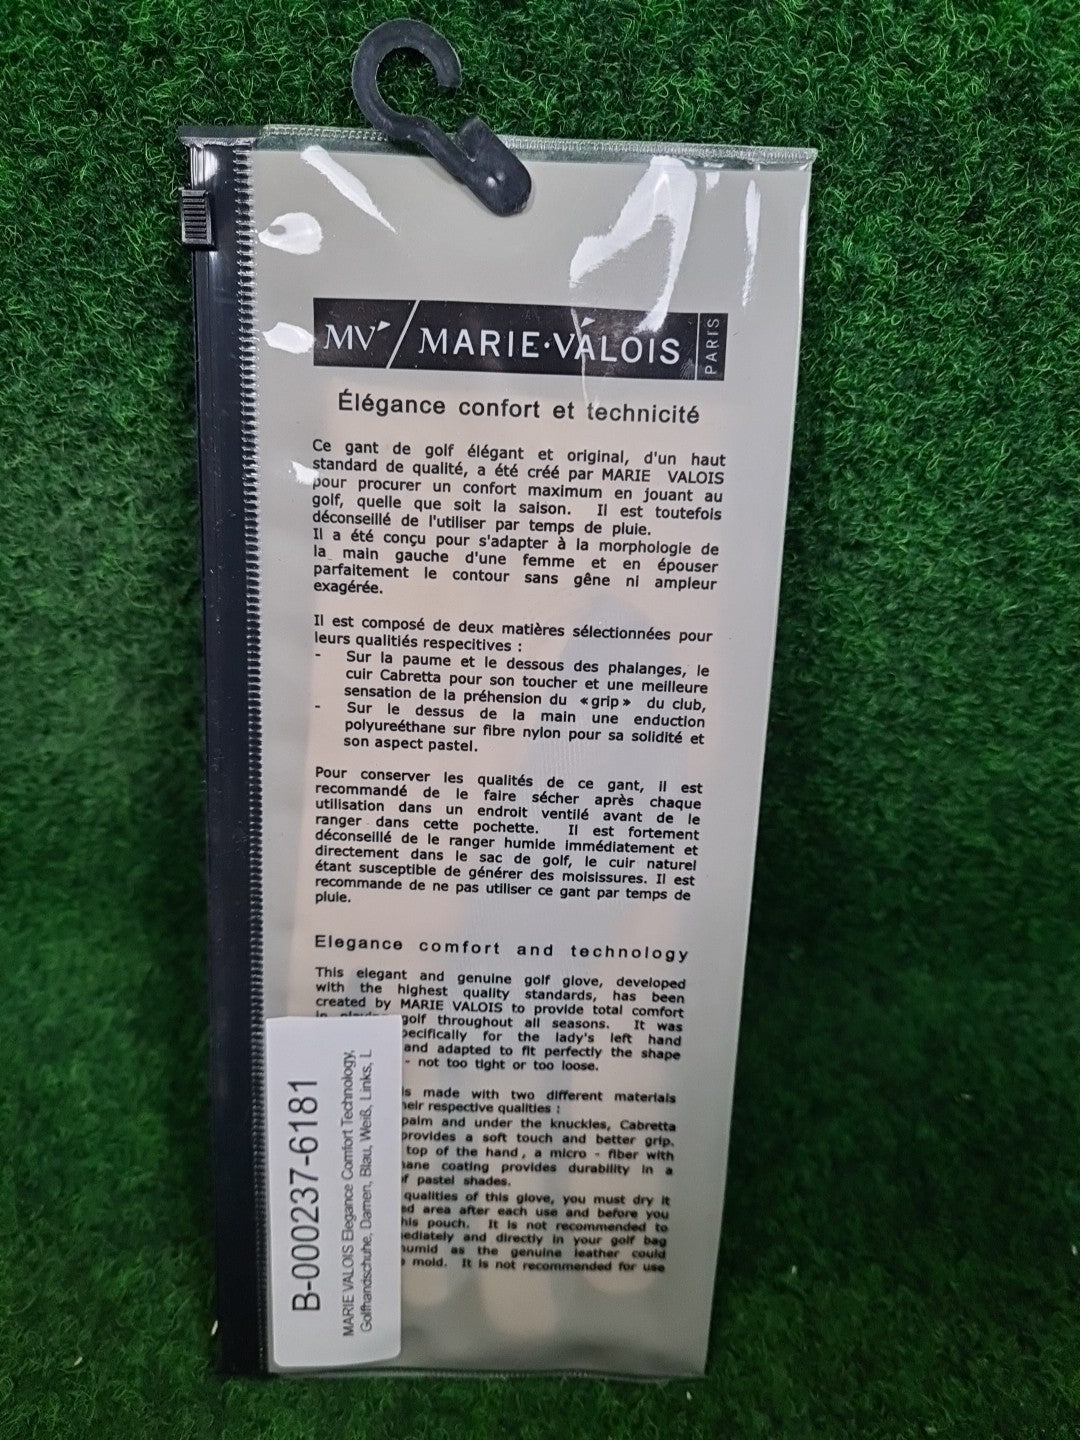 MV / MARIE·VALOIS PARIS
Élégance confort et technicité
Ce gant de golf élégant et original, d'un haut
standard de qualité, a été créé par MARIE VALOIS
pour procurer un confort maximum en jouant au
golf, quelle que soit la saison. Il est toutefois
déconseillé de l'utiliser par temps de pluie.
Il a été conçu pour s'adapter à la morphologie de
la main gauche d'une femme et en épouser
parfaitement le contour sans gêne ni ampleur
exagérée.
Il est composé de deux matières sélectionnées pour
leurs qualitiés respecitives :
- Sur la paume et le dessous des phalanges, le
cuir Cabretta pour son toucher et une meilleure
sensation de la préhension du «grip» du club,
- Sur le dessus de la main une enduction
polyureéthane sur fibre nylon pour sa solidité et
son aspect pastel.
Pour conserver les qualités de ce gant, il est
recommandé de le faire sécher après chaque
utilisation dans un endroit ventilé avant de le
ranger dans cette pochette. Il est fortement
déconseillé de le ranger humide immédiatement et
directement dans le sac de golf, le cuir naturel
étant susceptible de générer des moisissures. Il est
recommande de ne pas utiliser ce gant par temps de
pluie.
Elegance comfort and technology
This elegant and genuine golf glove, developed
with the highest quality standards, has been
created by MARIE VALOIS to provide total comfort
golf throughout all seasons. It was
for the lady's left hand
and adapted to fit perfectly the shape
- not too tight or too loose.
made with two different materials
respective qualities :
palm and under the knuckles, Cabretta
provides a soft touch and better grip.
top of the hand, a micro - fiber with
coating provides durability in a
pastel shades.
qualities of this glove, you must dry it
area after each use and before you
pouch. It is not recommended to
and directly in your golf bag
humid as the genuine leather could
mold. It is not recommended for use
B-000237-6181
MARIE VALOIS Elegance Comfort Technology,
Golfhandschuhe, Damen, Blau, Weiß, Links, L